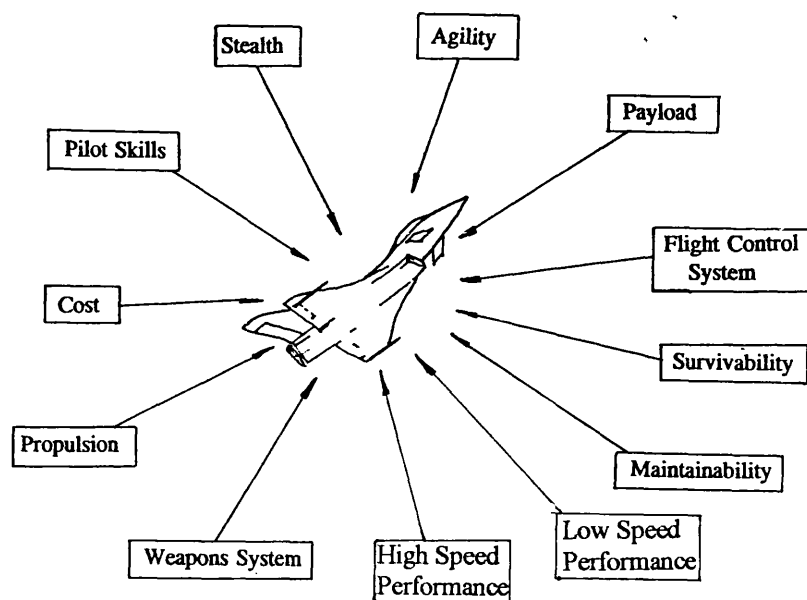 Stealth
Agility
Payload
Pilot Skills
Flight Control
System
Cost
Survivability
Propulsion
Maintainability
Weapons System
High Speed
Performance
Low Speed
Performance